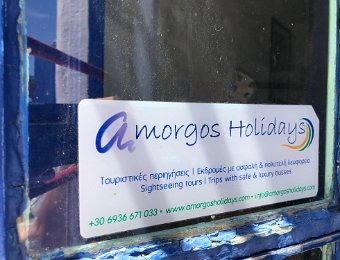 amorgos Holidays
Τουριστικές περιηγήσεις | Εκδρομές με ασφαλή & πολυτελή λεωφορεία
Sightseeing tours | Trips with safe & luxury busses
+30 6936 671 033 • www.amorgosholidays.com • info@amorgosholidays.com